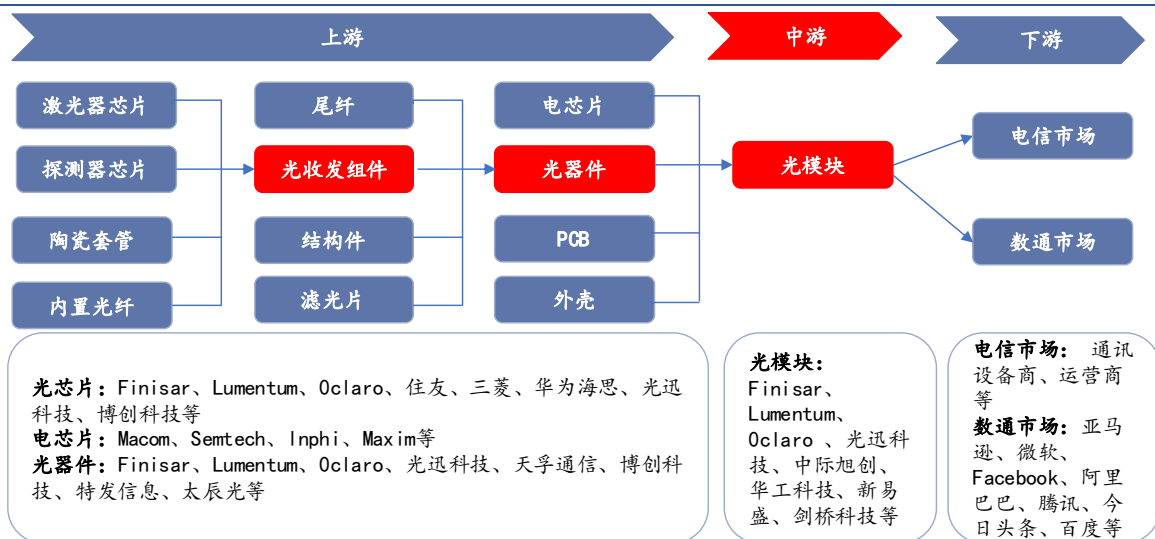 上游
中游
下游
激光器芯片
尾纤
电芯片
电信市场
探测器芯片
光收发组件
光器件
光模块
陶瓷套管
结构件
PCB
数通市场
内置光纤
滤光片
外壳
光芯片：Finisar、Lumentum、Oclaro、住友、三菱、华为海思、光迅
科技、博创科技等
电芯片：Macom、Semtech、Inphi、Maxim等
光器件：Finisar、Lumentum、Oclaro、光迅科技、天孚通信、博创科
技、特发信息、太辰光等
光模块：
Finisar、
Lumentum、
Oclaro 、光迅科
技、中际旭创、
华工科技、新易
盛、剑桥科技等
电信市场： 通讯
设备商、运营商
等
数通市场：亚马
逊、微软、
Facebook、阿里
巴巴、腾讯、今
日头条、百度等